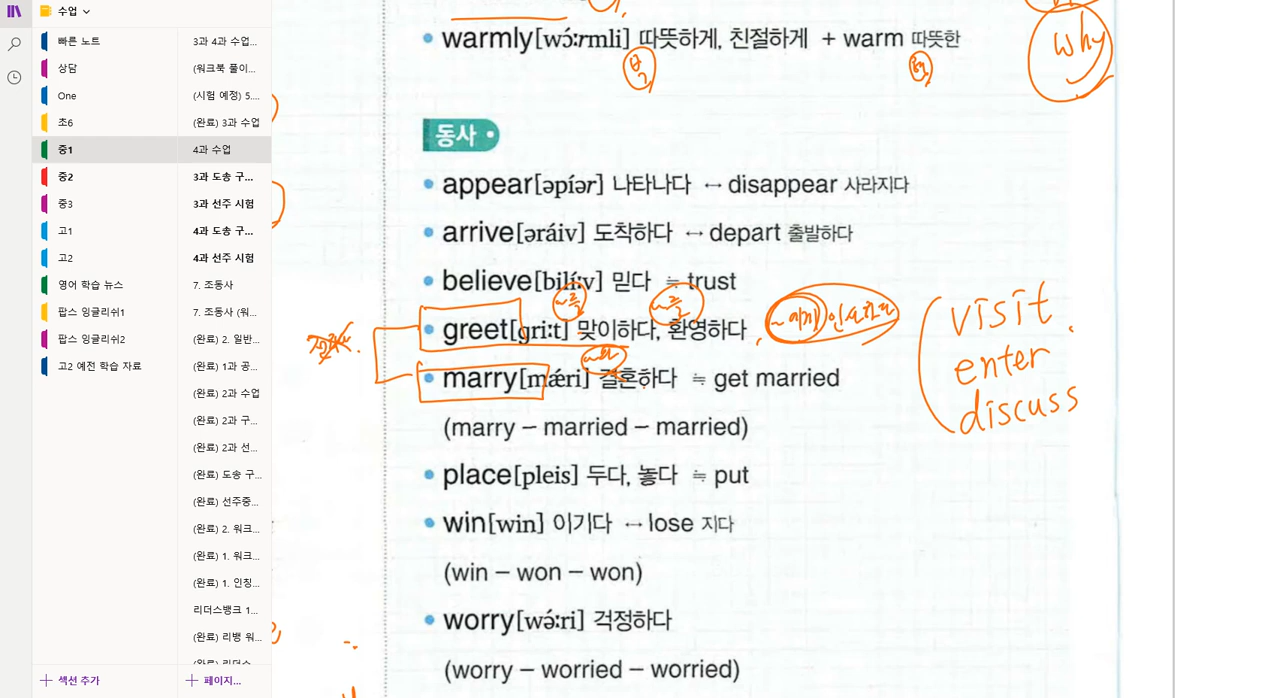 수업
빠른 노트
상담
One
초6
중1
중2
중3
고1
고2
영어 학습 뉴스
팝스 잉글리쉬1
팝스 잉글리쉬2
고2 예전 학습 자료
섹션 추가
3과 4과 수업...
(워크북 풀이...
(시험 예정) 5....
(완료) 3과 수업
4과 수업
3과 도송 구...
3과 선주 시험
4과 도송 구...
4과 선주 시험
7. 조동사
7. 조동사 (워...
(완료) 2. 일반...
(완료) 1과 공...
(완료) 2과 수업
(완료) 2과 구...
(완료) 2과 선...
(완료) 도송 구...
(완료) 선주중...
(완료) 2. 워크...
(완료) 1. 워크...
(완료) 1. 인칭...
리더스뱅크 1...
(완료) 리뱅 워...
(완료) 리더스...
페이지...
warmly[wɔ́ːrmli] 따뜻하게, 친절하게 + warm 따뜻한
부 형
why
동사
appear[əpíər] 나타나다 ↔ disappear 사라지다
arrive[əráiv] 도착하다 ↔ depart 출발하다
believe[bilíːv] 믿다 ≒ trust
~를 ~를
greet[griːt] 맞이하다, 환영하다, ~에게 인사하다
marry[mǽri] 결혼하다 ≒ get married
(marry – married – married)
place[pleis] 두다, 놓다 ≒ put
win[win] 이기다 ↔ lose 지다
(win – won – won)
worry[wə́ːri] 걱정하다
(worry – worried – worried)
visit
enter
discuss